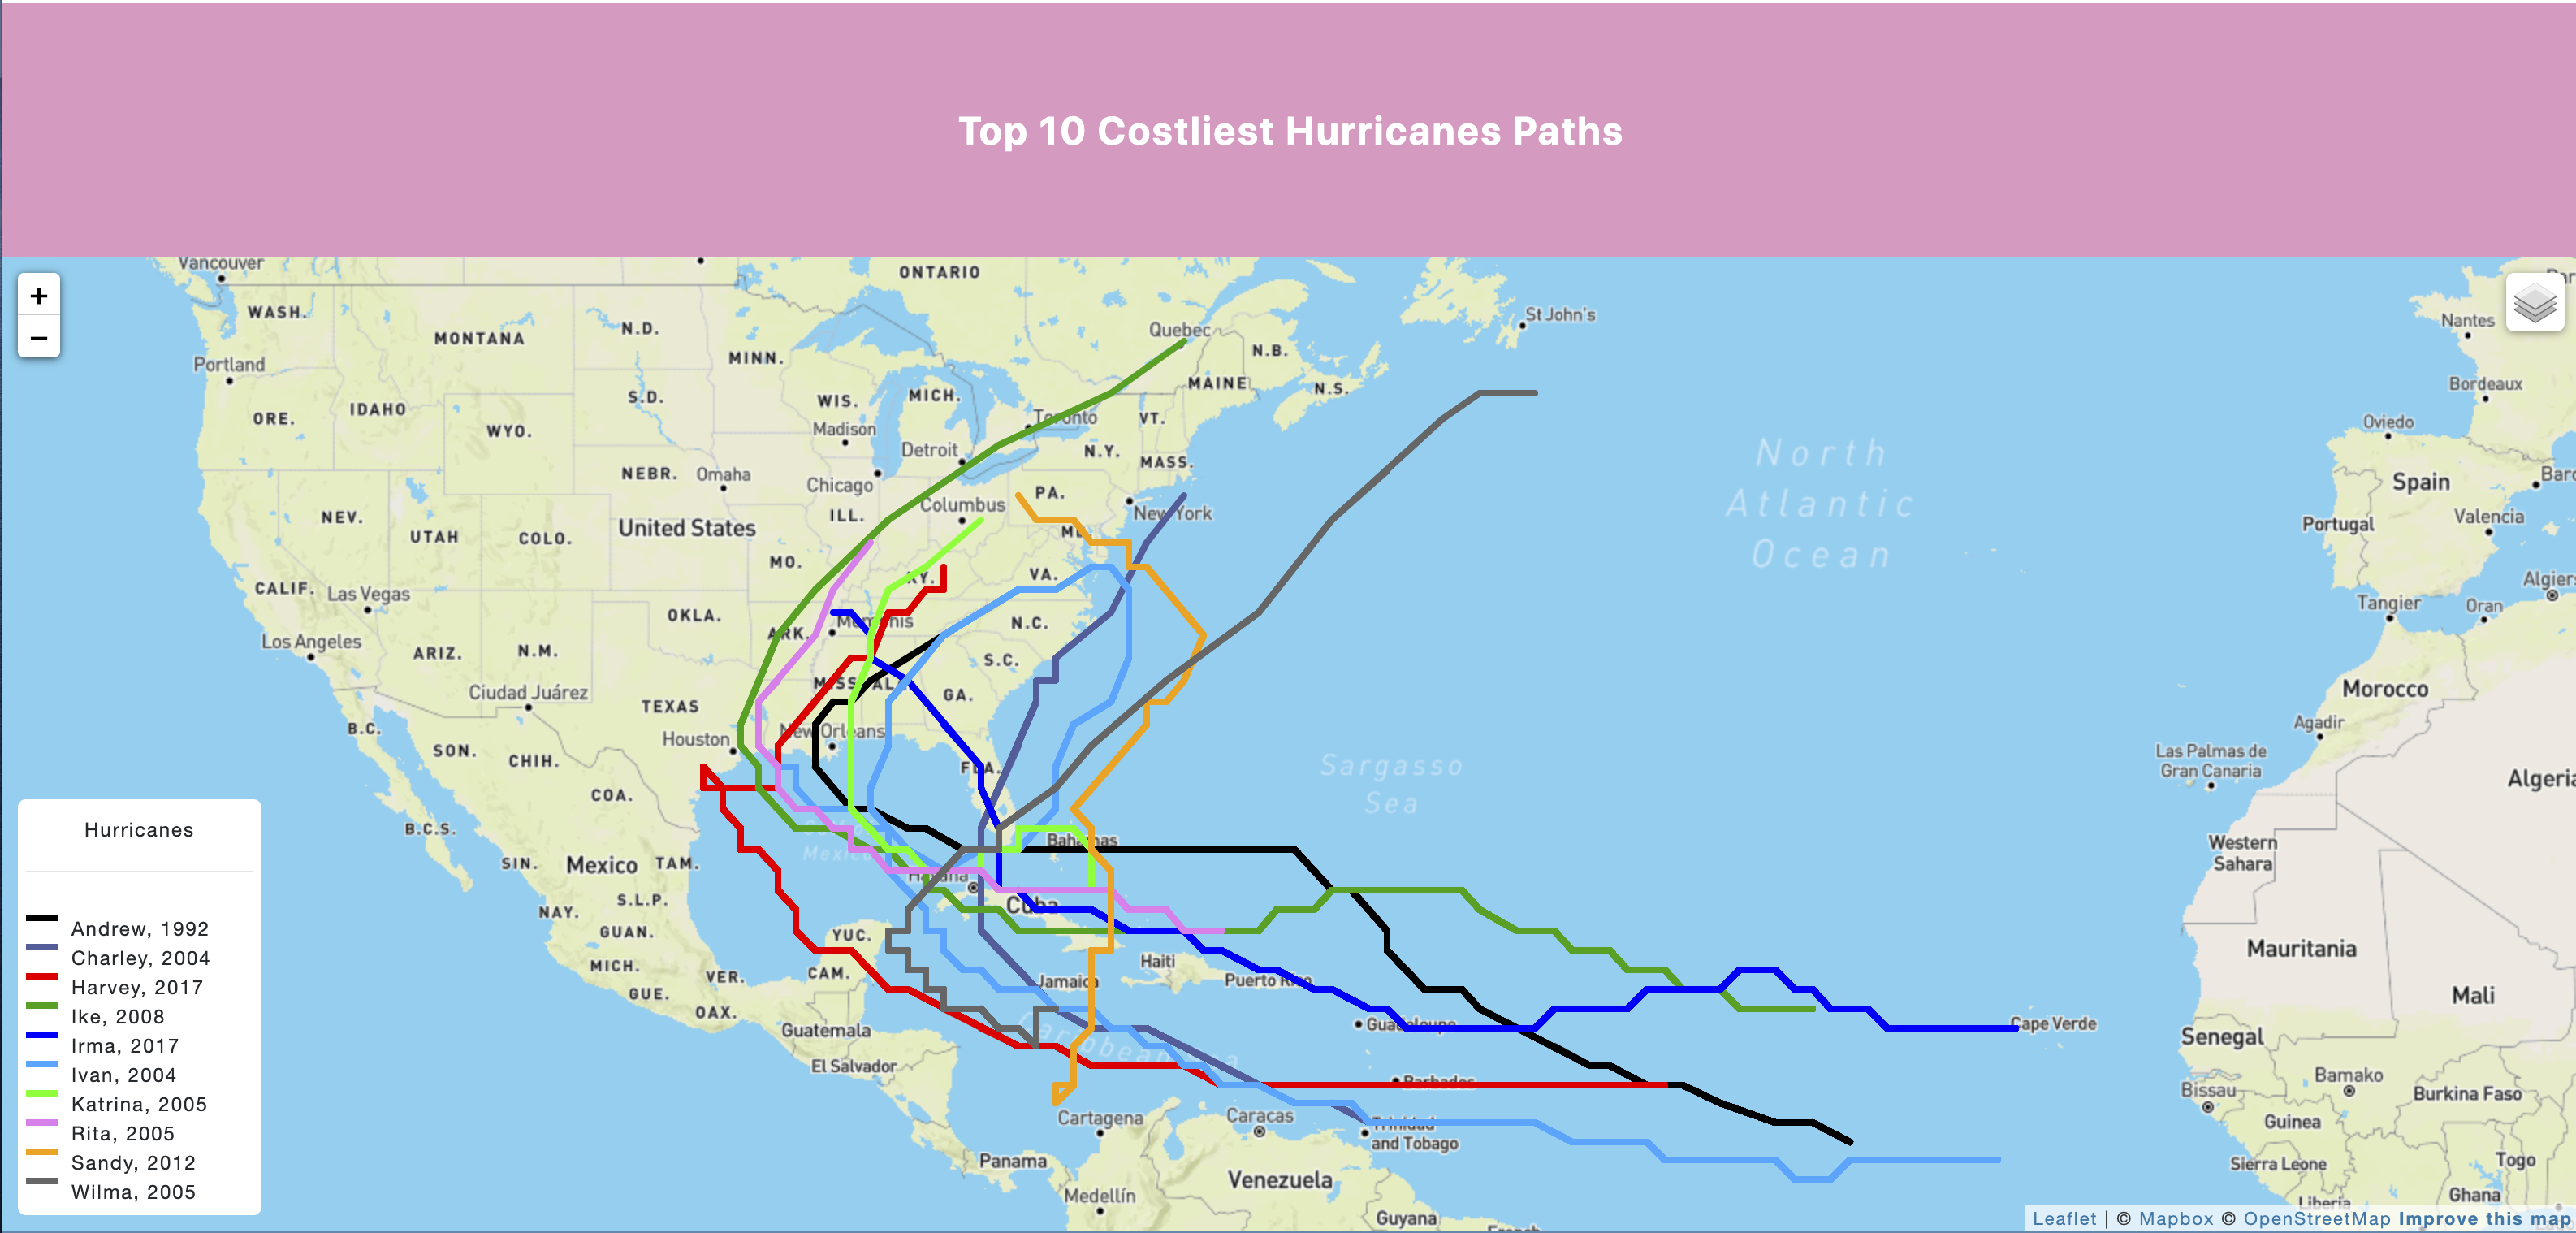 Top 10 Costliest Hurricanes Paths
+
−
Vancouver
ONTARIO
WASH.
MONTANA
N.D.
MINN.
Quebec
St John's
N.B.
Nantes
Portland
ORE.
IDAHO
S.D.
WIS.
MICH.
MAINE
N.S.
Bordeaux
WYO.
Madison
Toronto
VT.
Oviedo
NEBR.
Omaha
Detroit
N.Y.
MASS.
North
Atlantic
Ocean
Chicago
PA.
Spain
NEV.
UTAH
COLO.
United States
ILL.
Columbus
New York
Portugal
Valencia
MO.
CALIF.
Las Vegas
VA.
Los Angeles
ARIZ.
N.M.
OKLA.
ARK.
Memphis
N.C.
Tangier
Oran
S.C.
Ciudad Juárez
TEXAS
GA.
Morocco
Agadir
B.C.
SON.
CHIH.
Houston
New Orleans
FLA.
Sargasso
Sea
Las Palmas de
Gran Canaria
COA.
B.C.S.
Bahamas
Western
Sahara
SIN.
Mexico
TAM.
Havana
Cuba
NAY.
S.L.P.
GUAN.
YUC.
MICH.
VER.
CAM.
Jamaica
Haiti
Puerto Rico
Mauritania
GUE.
OAX.
Guatemala
Guadeloupe
Cape Verde
Mali
Senegal
El Salvador
Caribbean Sea
Barbados
Bissau
Bamako
Burkina Faso
Cartagena
Caracas
Trinidad
and Tobago
Guinea
Panama
Venezuela
Sierra Leone
Togo
Medellín
Guyana
Liberia
Ghana
Hurricanes
Andrew, 1992
Charley, 2004
Harvey, 2017
Ike, 2008
Irma, 2017
Ivan, 2004
Katrina, 2005
Rita, 2005
Sandy, 2012
Wilma, 2005
Leaflet | © Mapbox © OpenStreetMap Improve this map